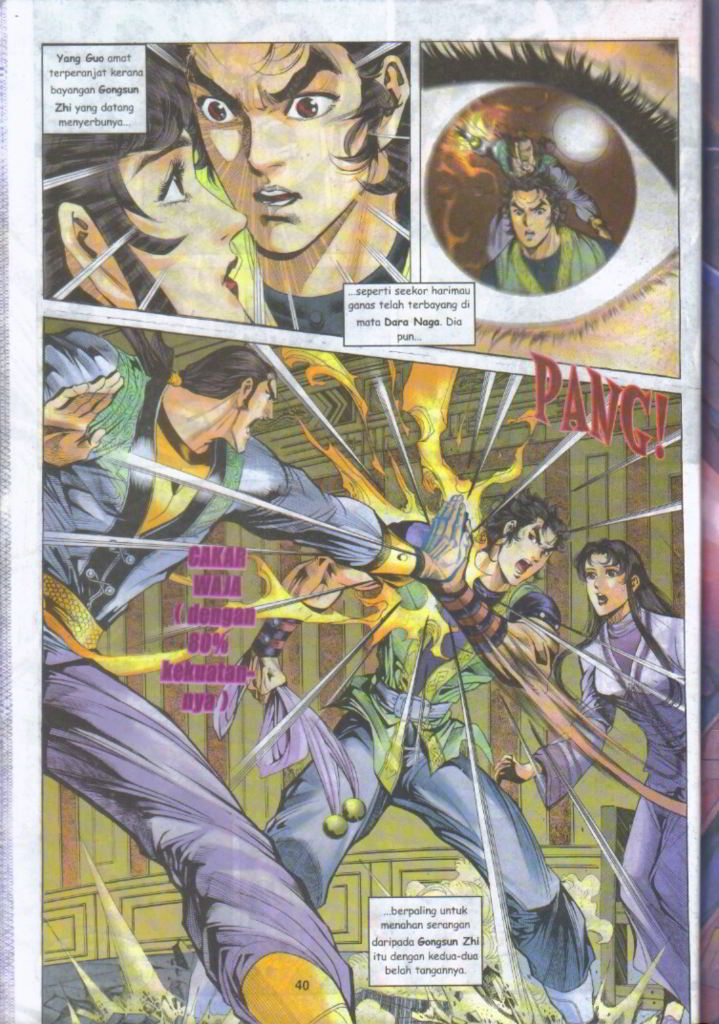 Yang Guo amat
terperanjat kerana
bayangan Gongsun
Zhi yang datang
menyerbunya...
...seperti seekor harimau
ganas telah terbayang di
mata Dara Naga. Dia
pun...
PANG!
CAKAR
WAJA
(dengan
80%
kekuatan-
nya)
...berpaling untuk
menahan serangan
daripada Gongsun Zhi
itu dengan kedua-dua
belah tangannya.
40